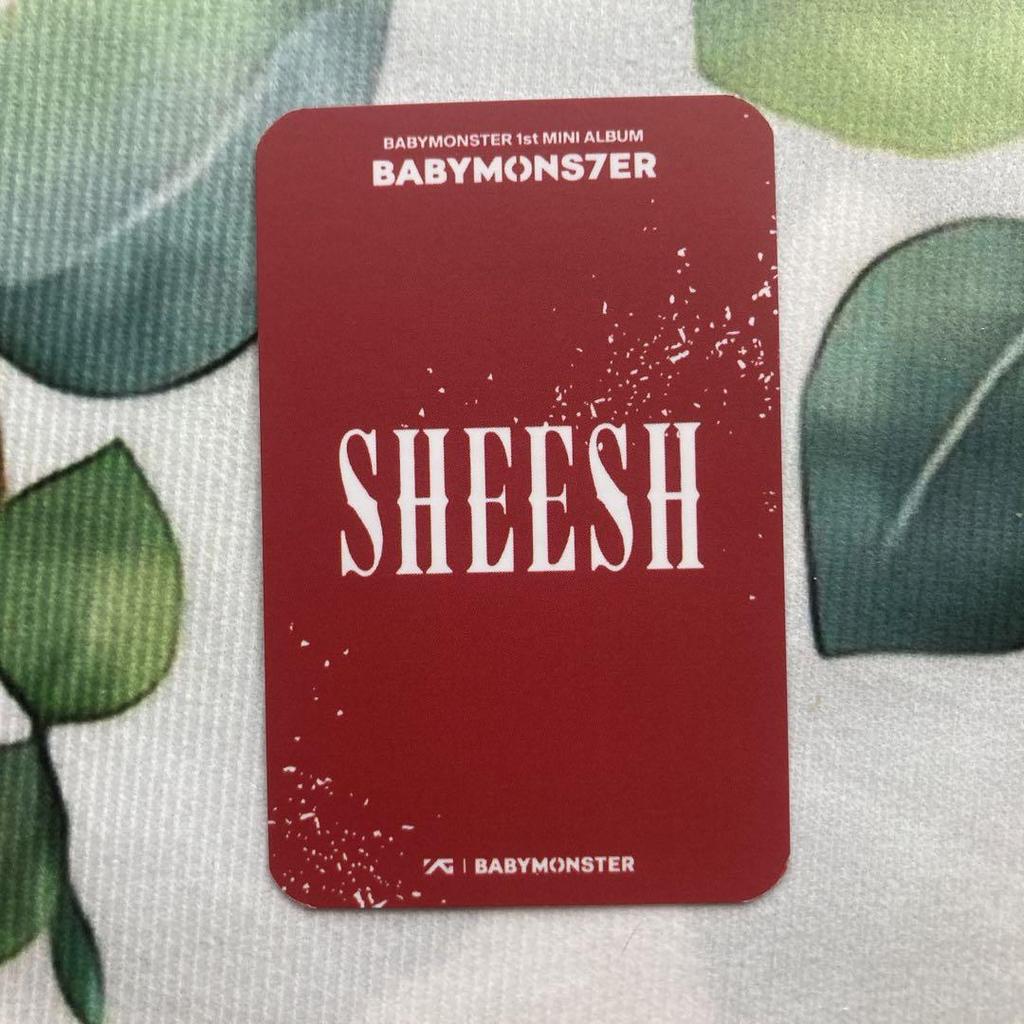 BABYMONSTER 1st MINI ALBUM
BABYMONS7ER
SHEESH
YG | BABYMONSTER